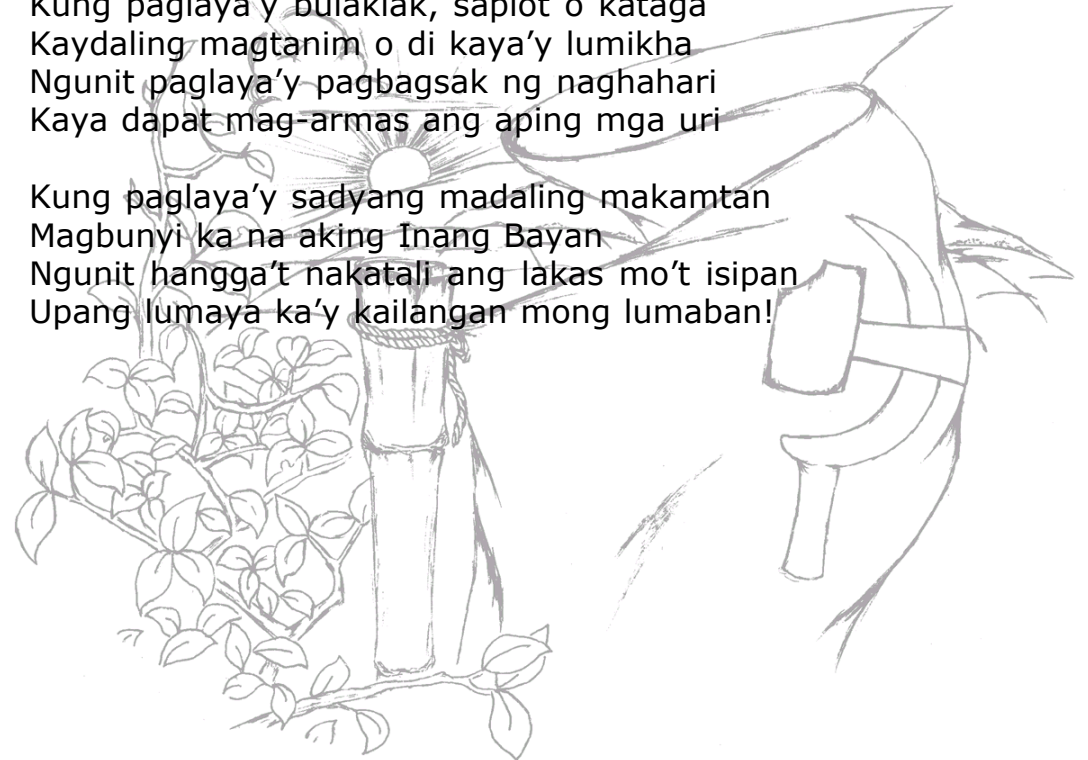 Kung paglaya'y bulaklak, saplot o kataga
Kaydaling magtanim o di kaya'y lumikha
Ngunit paglaya'y pagbagsak ng naghahari
Kaya dapat mag-armas ang aping mga uri

Kung paglaya'y sadyang madaling makamtan
Magbunyi ka na aking Inang Bayan
Ngunit hangga't nakatali ang lakas mo't isipan
Upang lumaya ka'y kailangan mong lumaban!